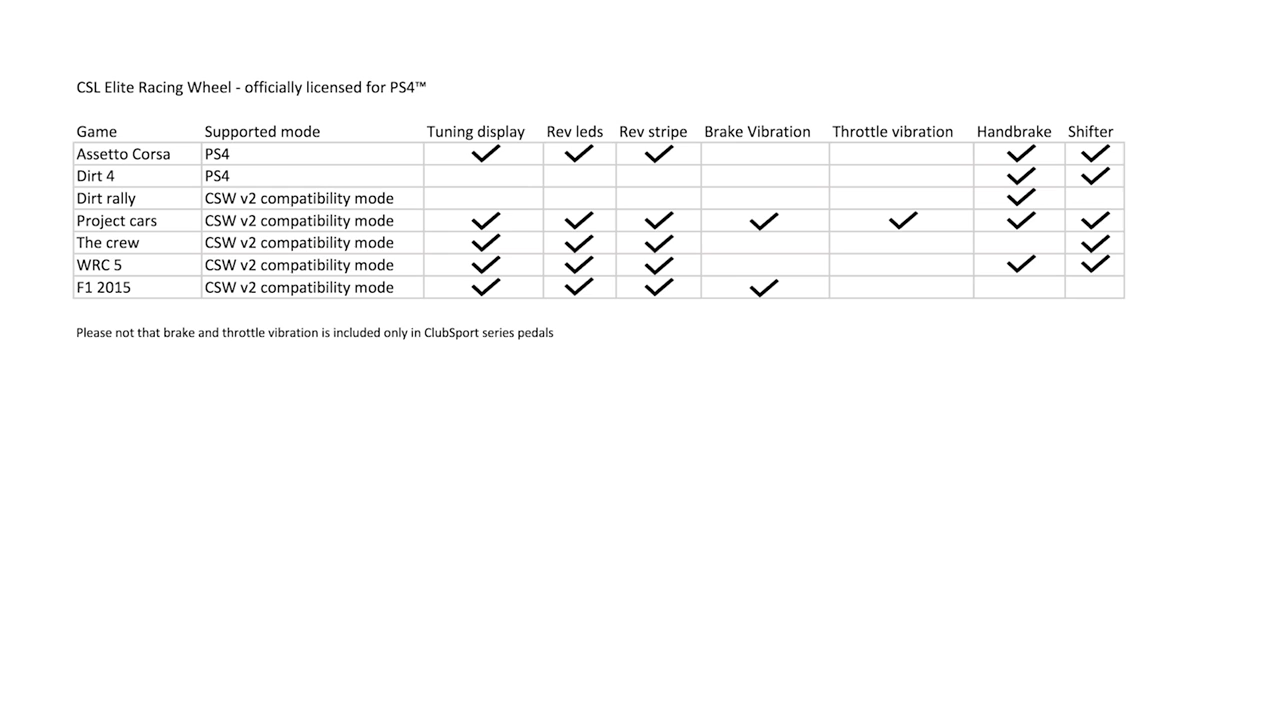 CSL Elite Racing Wheel - officially licensed for PS4™
Game Supported mode Tuning display Rev leds Rev stripe Brake Vibration Throttle vibration Handbrake Shifter
Assetto Corsa PS4 ✓ ✓ ✓ ✓ ✓
Dirt 4 PS4 ✓ ✓
Dirt rally CSW v2 compatibility mode ✓
Project cars CSW v2 compatibility mode ✓ ✓ ✓ ✓ ✓ ✓ ✓
The crew CSW v2 compatibility mode ✓ ✓ ✓ ✓
WRC 5 CSW v2 compatibility mode ✓ ✓ ✓ ✓ ✓
F1 2015 CSW v2 compatibility mode ✓ ✓ ✓ ✓
Please not that brake and throttle vibration is included only in ClubSport series pedals